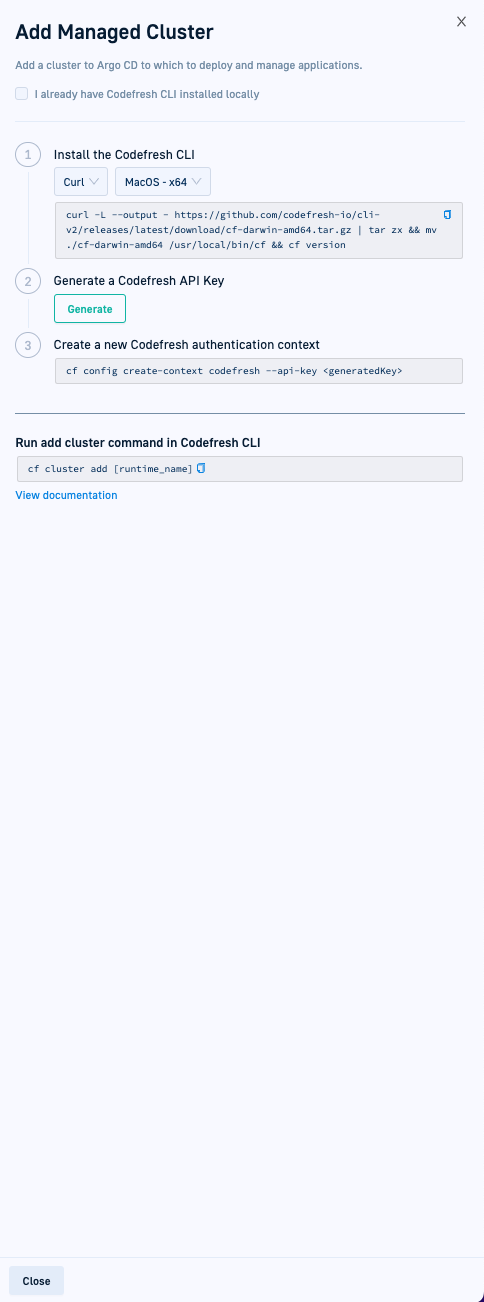 Add Managed Cluster
Add a cluster to Argo CD to which to deploy and manage applications.
I already have Codefresh CLI installed locally
1 Install the Codefresh CLI
Curl MacOS - x64
curl -L --output - https://github.com/codefresh-io/cli-
v2/releases/latest/download/cf-darwin-amd64.tar.gz | tar zx && mv
./cf-darwin-amd64 /usr/local/bin/cf && cf version
2 Generate a Codefresh API Key
Generate
3 Create a new Codefresh authentication context
cf config create-context codefresh --api-key <generatedKey>
Run add cluster command in Codefresh CLI
cf cluster add [runtime_name]
View documentation
Close